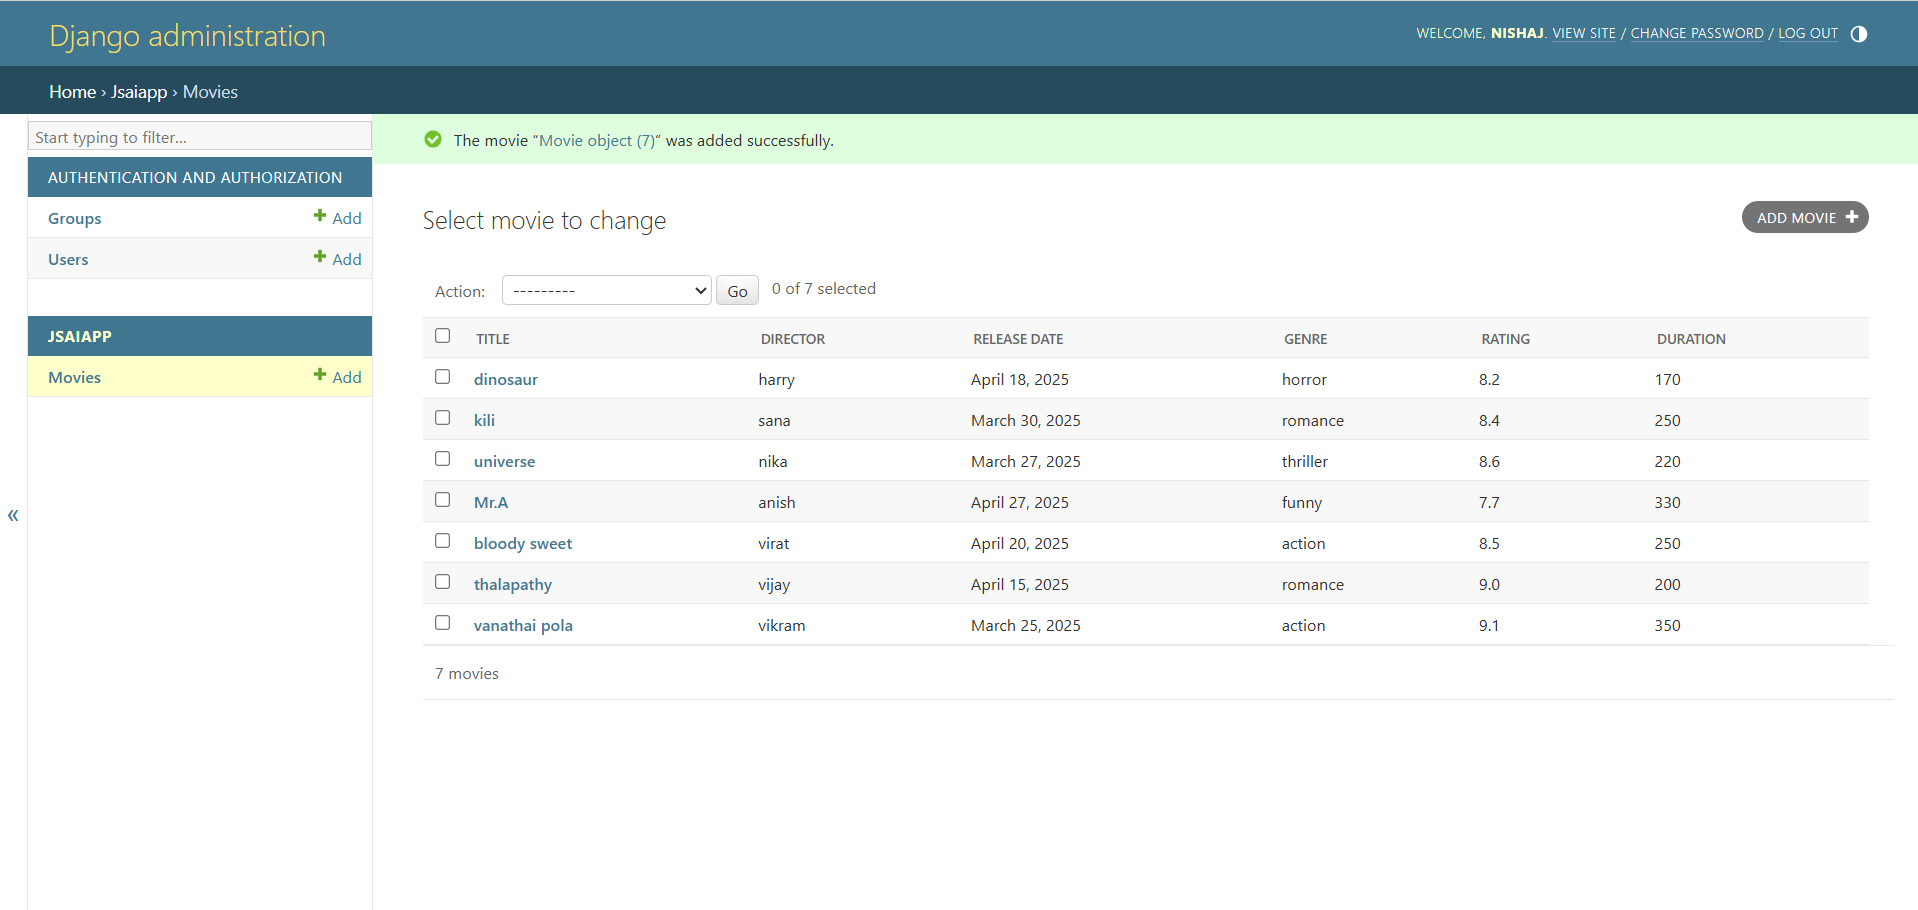 Django administration
WELCOME, NISHAJ. VIEW SITE / CHANGE PASSWORD / LOG OUT
Home › Jsaiapp › Movies
Start typing to filter...
AUTHENTICATION AND AUTHORIZATION
Groups + Add
Users + Add
JSAIAPP
Movies + Add
«
The movie “Movie object (7)” was added successfully.
Select movie to change
ADD MOVIE +
Action: --------- Go 0 of 7 selected
TITLE DIRECTOR RELEASE DATE GENRE RATING DURATION
dinosaur harry April 18, 2025 horror 8.2 170
kili sana March 30, 2025 romance 8.4 250
universe nika March 27, 2025 thriller 8.6 220
Mr.A anish April 27, 2025 funny 7.7 330
bloody sweet virat April 20, 2025 action 8.5 250
thalapathy vijay April 15, 2025 romance 9.0 200
vanathai pola vikram March 25, 2025 action 9.1 350
7 movies